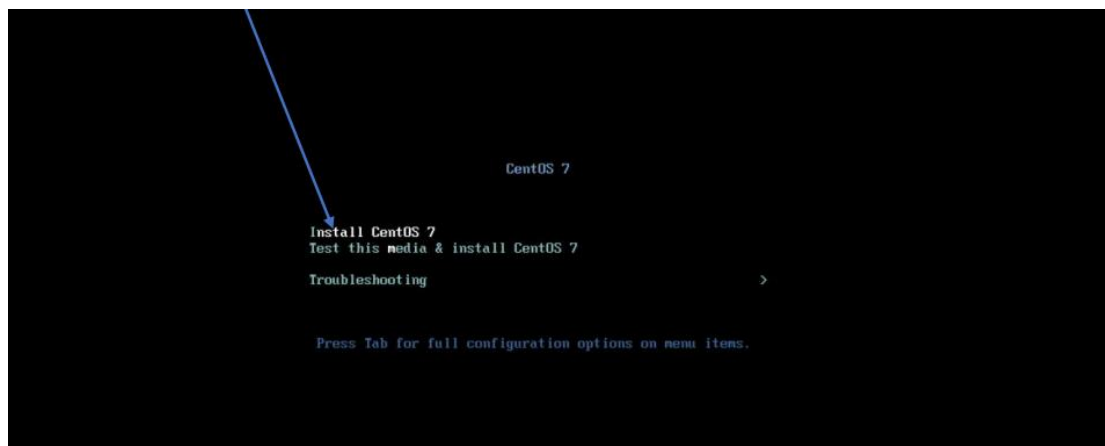 CentOS 7
Install CentOS 7
Test this media & install CentOS 7
Troubleshooting >
Press Tab for full configuration options on menu items.